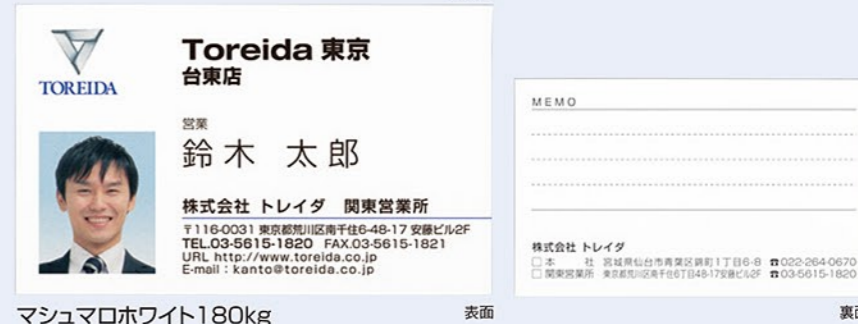 TOREIDA
Toreida 東京
台東店
営業
鈴木 太郎
株式会社 トレイダ 関東営業所
〒116-0031 東京都荒川区南千住6-48-17 安藤ビル2F
TEL.03-5615-1820 FAX.03-5615-1821
URL http://www.toreida.co.jp
E-mail：kanto@toreida.co.jp
マシュマロホワイト180kg
表面
MEMO
株式会社 トレイダ
□本 社 宮城県仙台市青葉区錦町1丁目6-8 ☎022-264-0670
□関東営業所 東京都荒川区南千住6丁目48-17安藤ビル2F ☎03-5615-1820
裏面